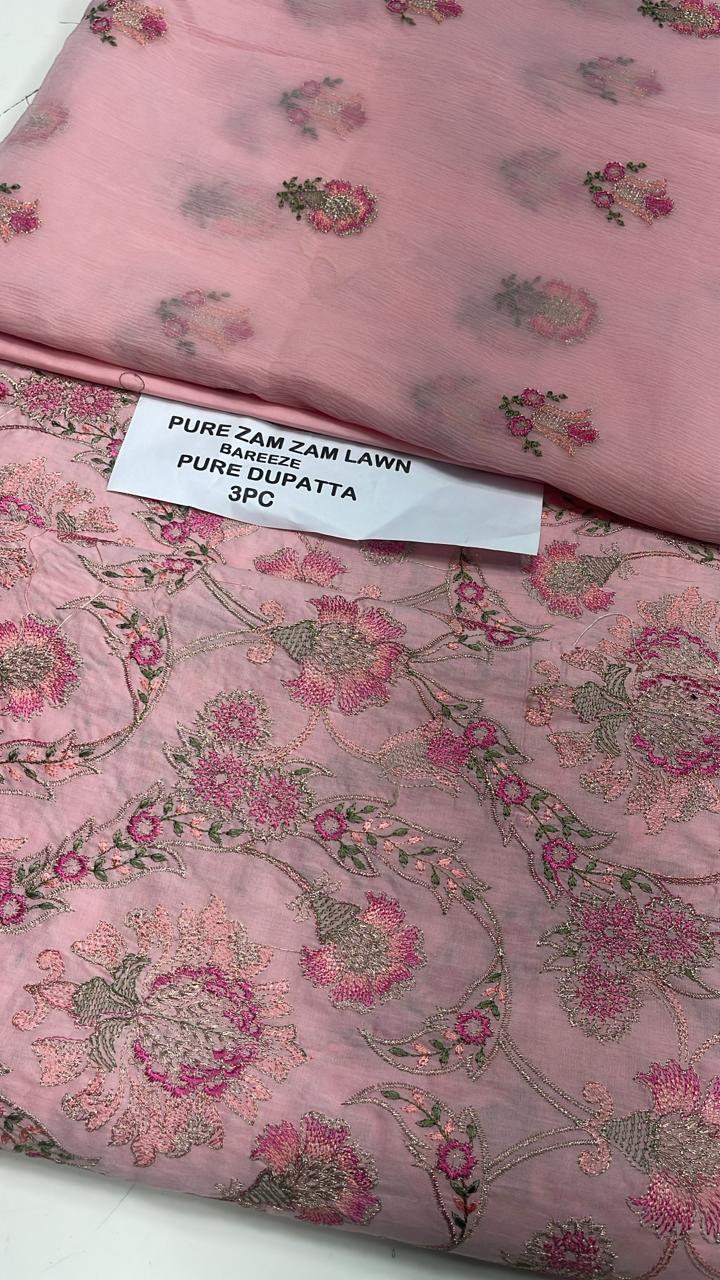 PURE ZAM ZAM LAWN
BAREEZE
PURE DUPATTA
3PC